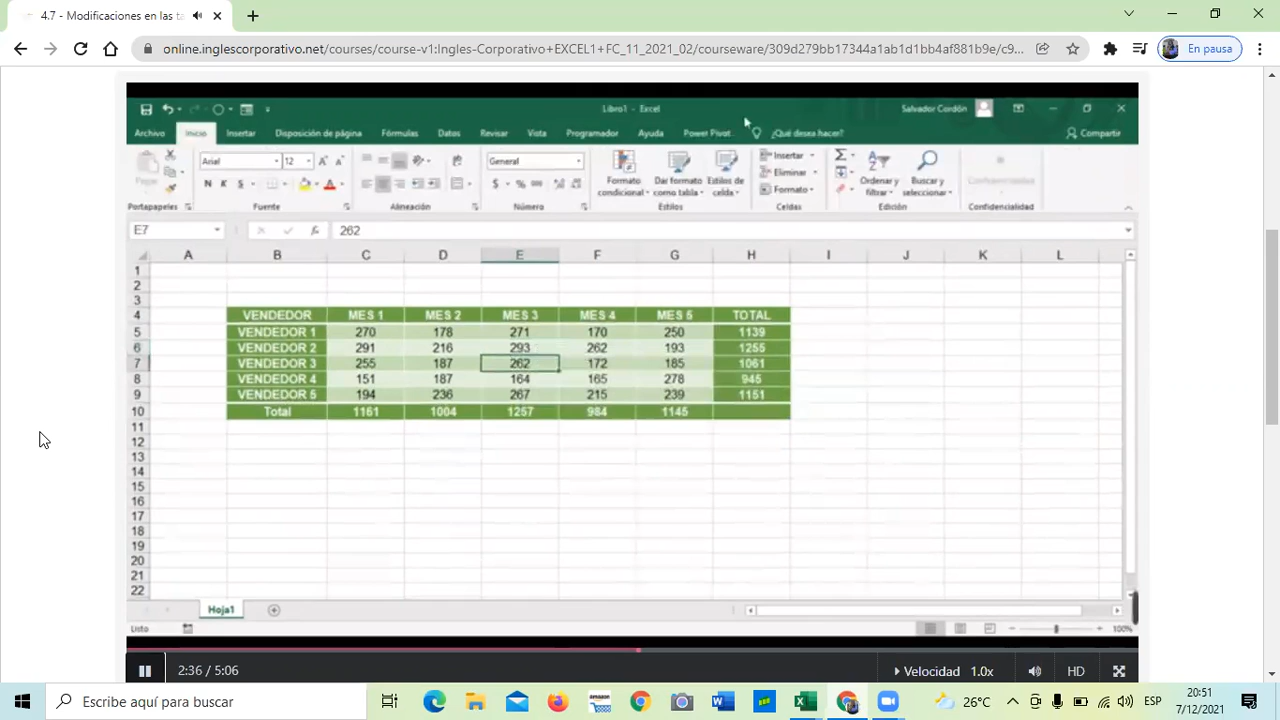 4.7 - Modificaciones en las ta
online.inglescorporativo.net/courses/course-v1:Ingles-Corporativo+EXCEL1+FC_11_2021_02/courseware/309d279bb17344a1ab1d1bb4af881b9e/c9...
En pausa
Libro1 - Excel
Salvador Cordón
Archivo Inicio Insertar Disposición de página Fórmulas Datos Revisar Vista Programador Ayuda Power Pivot ¿Qué desea hacer? Compartir
Pegar
Arial 12
General
N K S
$ % 000
Formato condicional
Dar formato como tabla
Estilos de celda
Insertar
Eliminar
Formato
Ordenar y filtrar
Buscar y seleccionar
Confidencialidad
Portapapeles Fuente Alineación Número Estilos Celdas Edición Confidencialidad
E7 fx 262
A B C D E F G H I J K L
1
2
3
4 VENDEDOR MES 1 MES 2 MES 3 MES 4 MES 5 TOTAL
5 VENDEDOR 1 270 178 271 170 250 1139
6 VENDEDOR 2 291 216 293 262 193 1255
7 VENDEDOR 3 255 187 262 172 185 1061
8 VENDEDOR 4 151 187 164 165 278 945
9 VENDEDOR 5 194 236 267 215 239 1151
10 Total 1161 1004 1257 984 1145
11
12
13
14
15
16
17
18
19
20
21
22
Hoja1
Listo
100%
2:36 / 5:06
Velocidad 1.0x
HD
Escribe aquí para buscar
amazon
26°C
ESP
20:51
7/12/2021